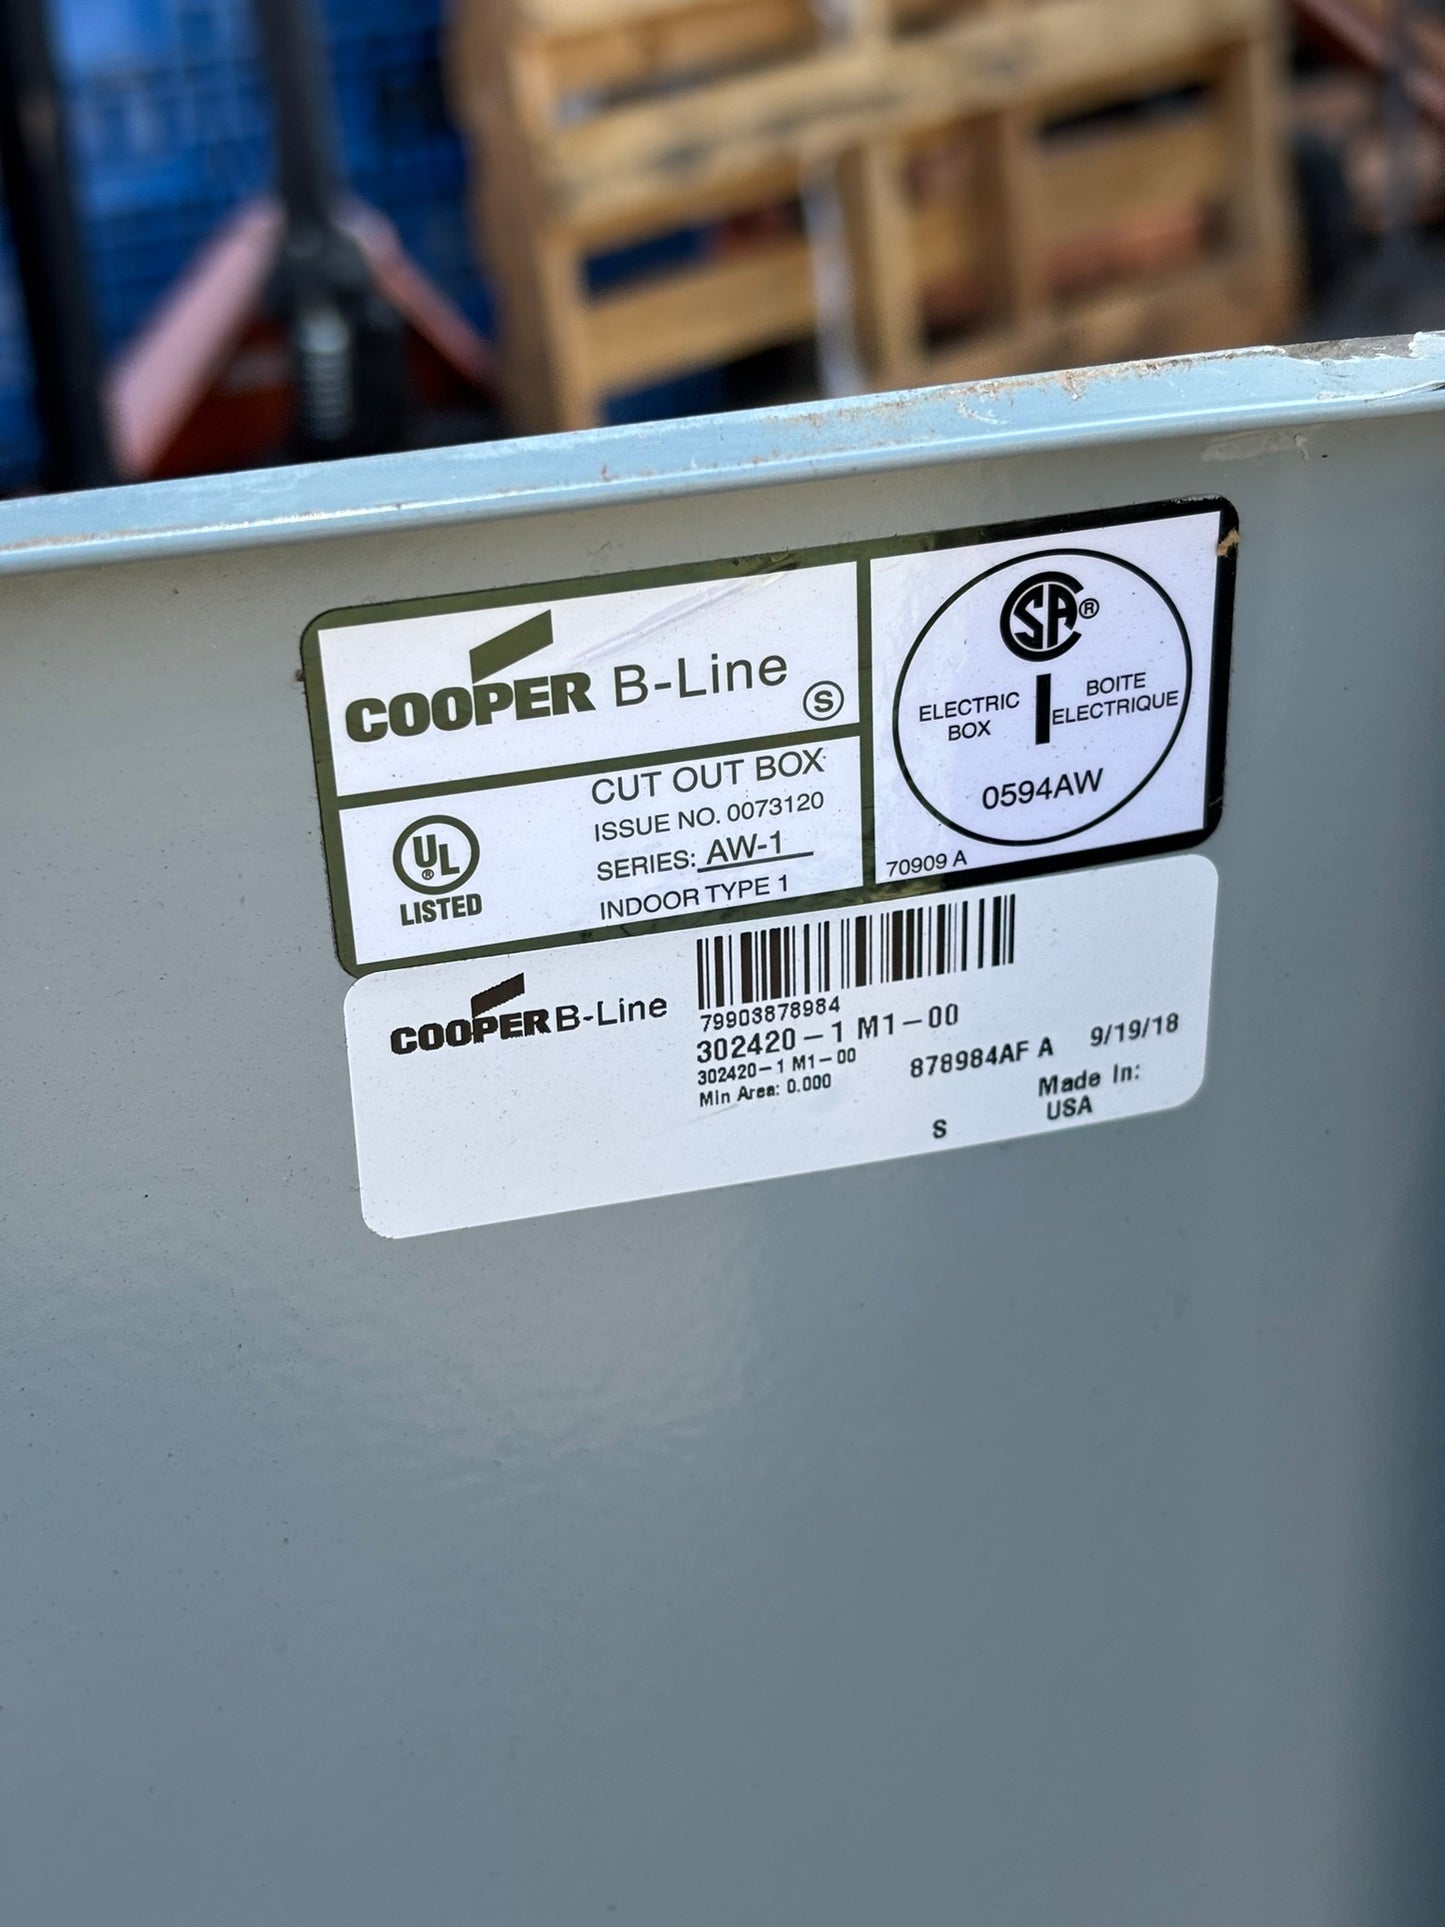 COOPER B-Line S
UL® LISTED
CUT OUT BOX
ISSUE NO. 0073120
SERIES: AW-1
INDOOR TYPE 1
CSA®
ELECTRIC BOX
BOITE ELECTRIQUE
0594AW
70909 A
COOPER B-Line
79903878984
302420-1 M1-00
302420-1 M1-00
Min Area: 0.000
878984AF A 9/19/18
Made In:
USA
S